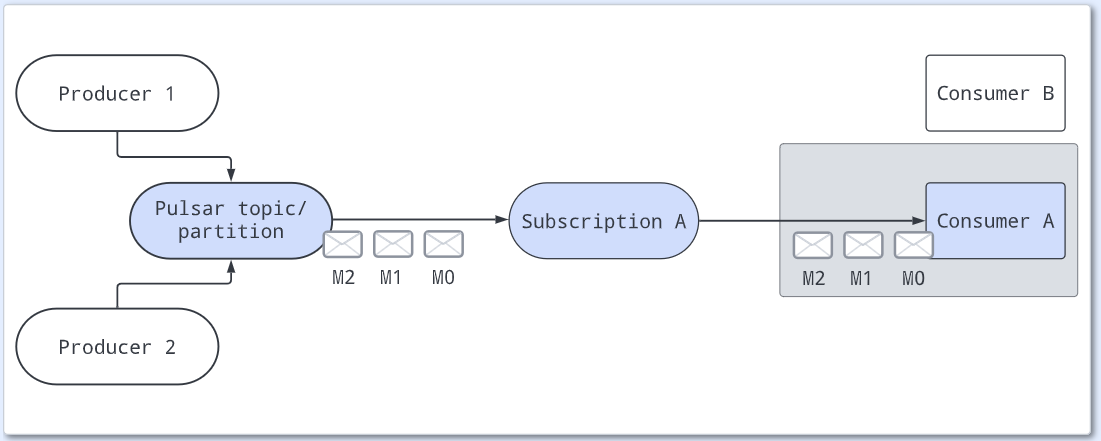 Producer 1
Consumer B
Pulsar topic/
partition
Subscription A
Consumer A
M2 M1 M0
M2 M1 M0
Producer 2